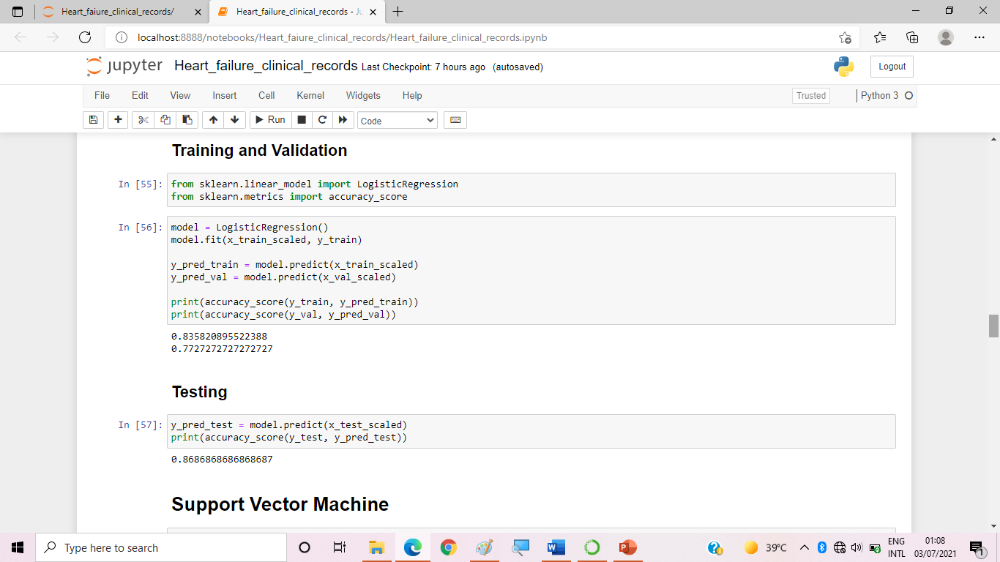 Heart_faiure_clinical_records/
Heart_failure_clinical_records - Ju
localhost:8888/notebooks/Heart_faiure_clinical_records/Heart_failure_clinical_records.ipynb
jupyter Heart_failure_clinical_records Last Checkpoint: 7 hours ago (autosaved)
Logout
File Edit View Insert Cell Kernel Widgets Help
Trusted
Python 3
Run
Code
Training and Validation
In [55]: from sklearn.linear_model import LogisticRegression
from sklearn.metrics import accuracy_score
In [56]: model = LogisticRegression()
model.fit(x_train_scaled, y_train)
y_pred_train = model.predict(x_train_scaled)
y_pred_val = model.predict(x_val_scaled)
print(accuracy_score(y_train, y_pred_train))
print(accuracy_score(y_val, y_pred_val))
0.835820895522388
0.7727272727272727
Testing
In [57]: y_pred_test = model.predict(x_test_scaled)
print(accuracy_score(y_test, y_pred_test))
0.8686868686868687
Support Vector Machine
Type here to search
39°C
ENG
INTL
01:08
03/07/2021
1